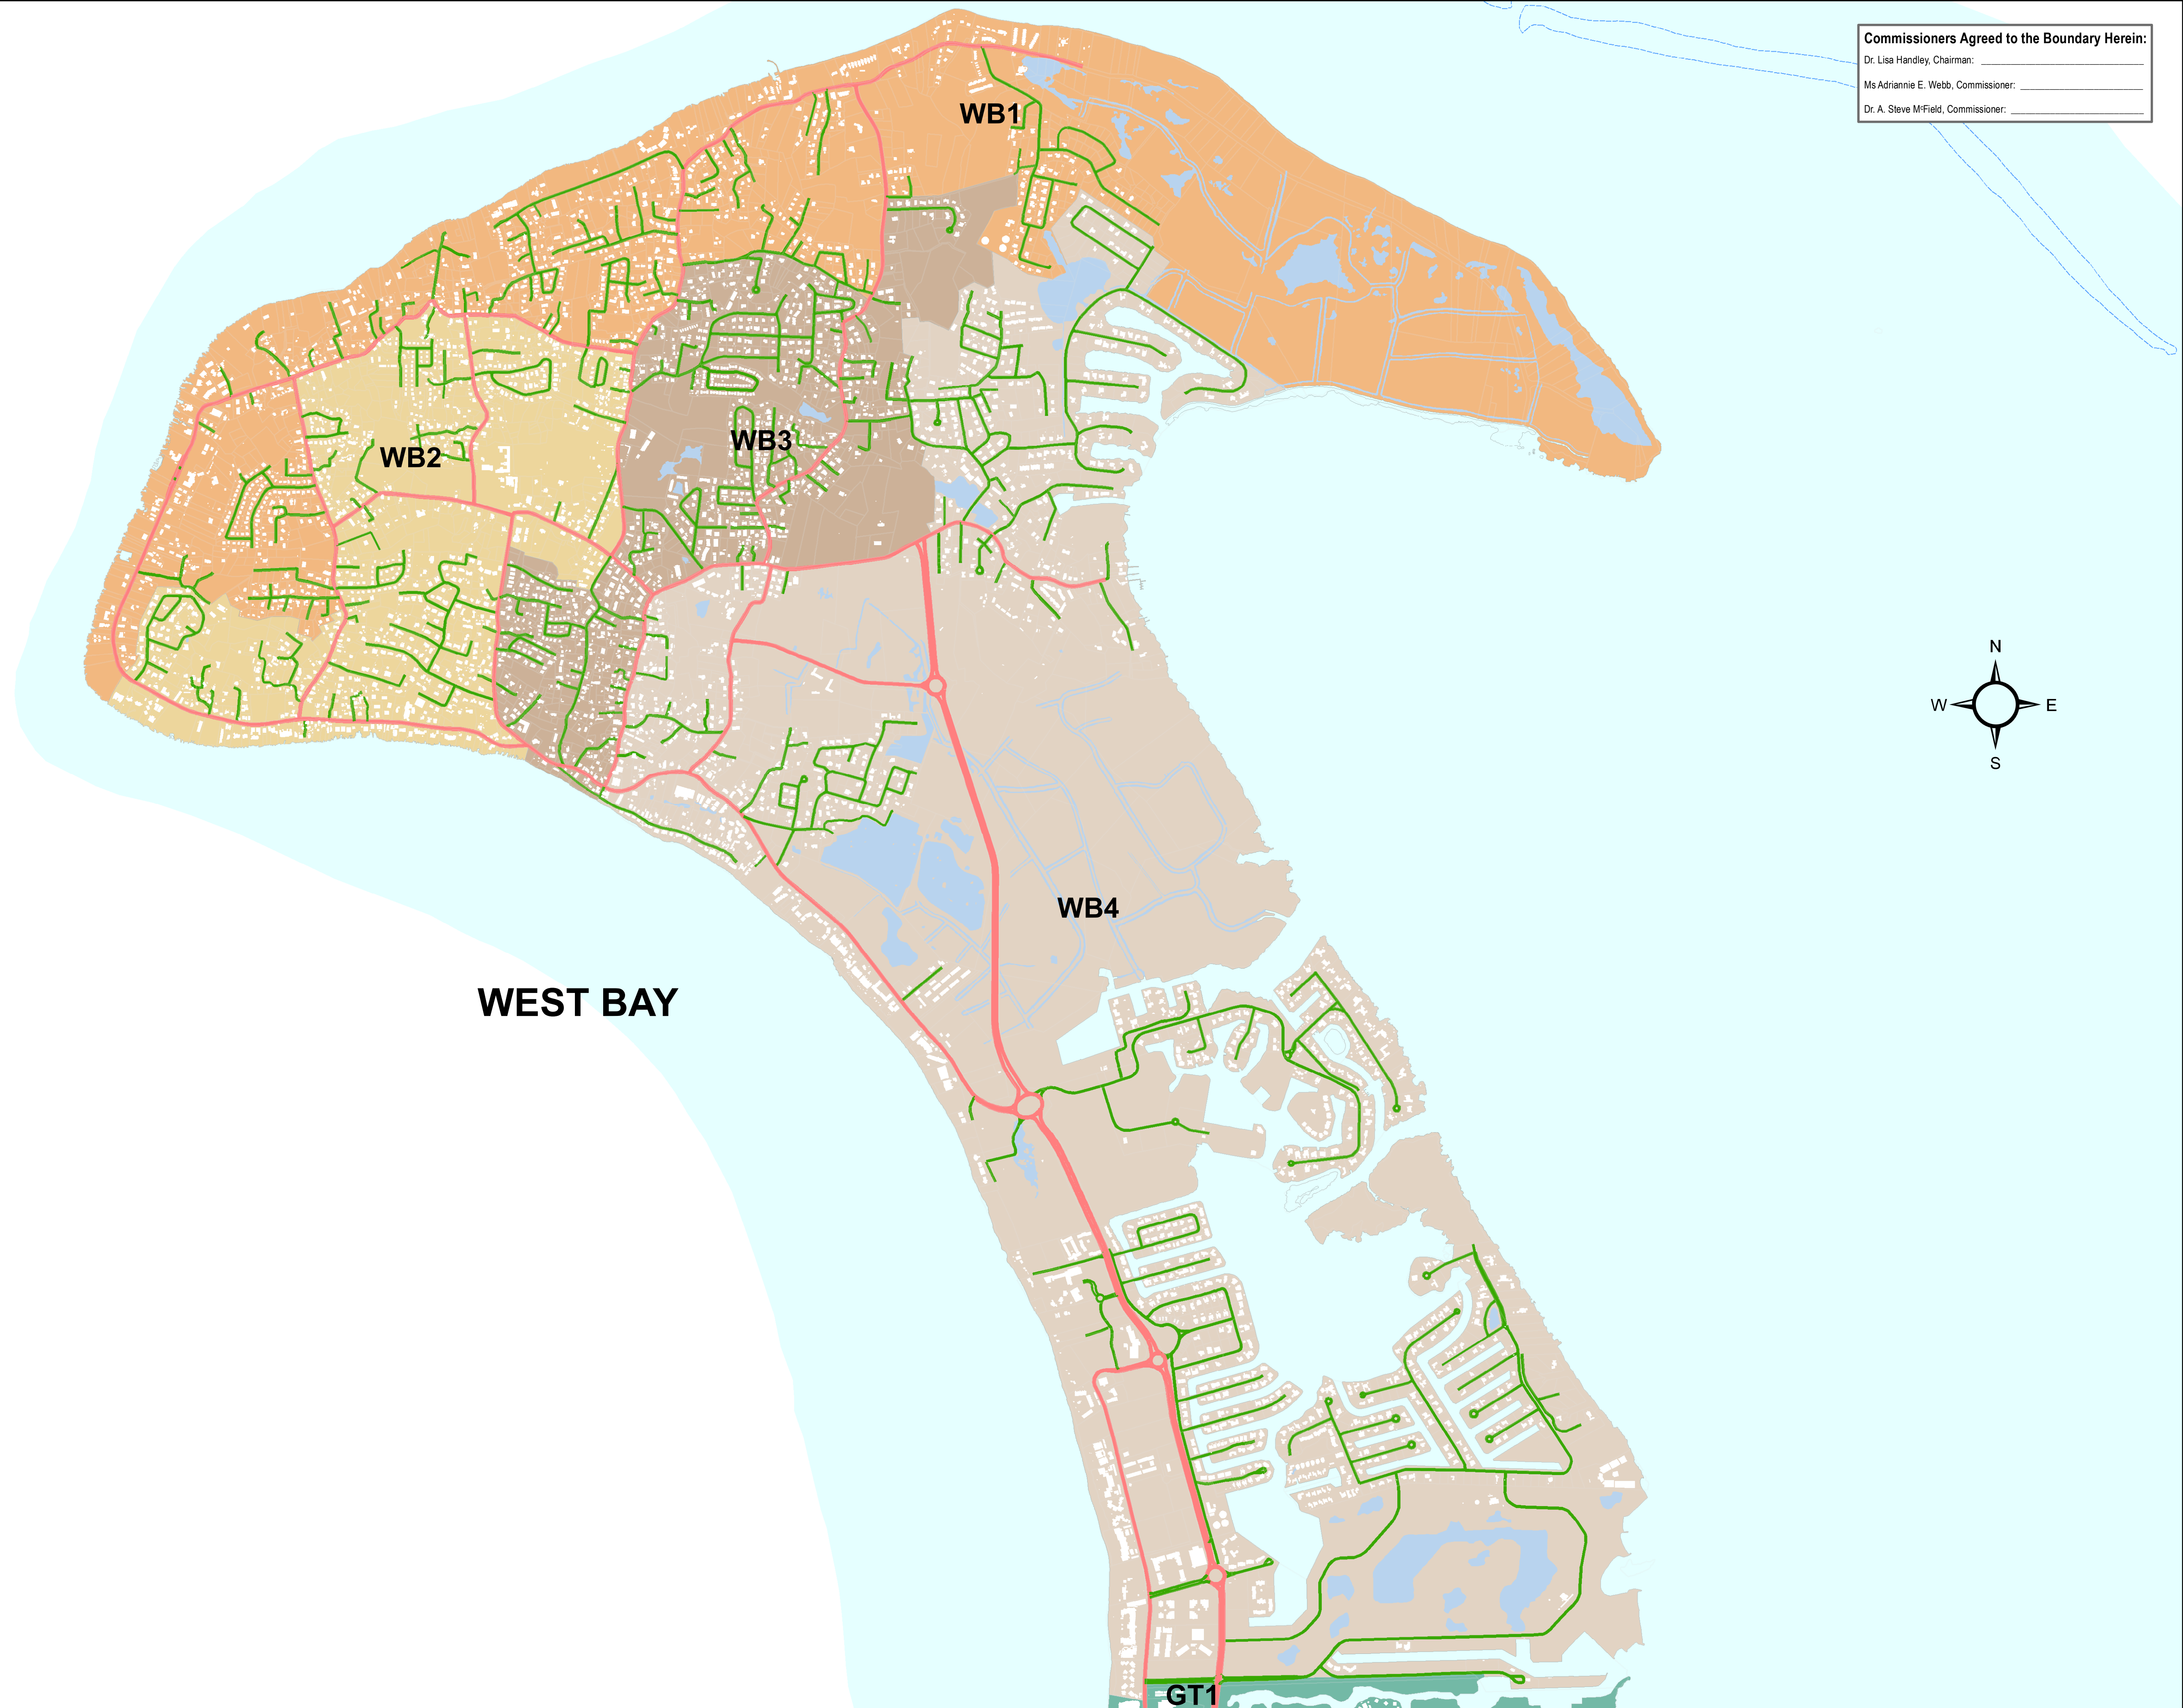 Commissioners Agreed to the Boundary Herein:
Dr. Lisa Handley, Chairman:
Ms Adriannie E. Webb, Commissioner:
Dr. A. Steve McField, Commissioner:
WB1
WB3
WB2
N
W E
S
WB4
WEST BAY
GT1